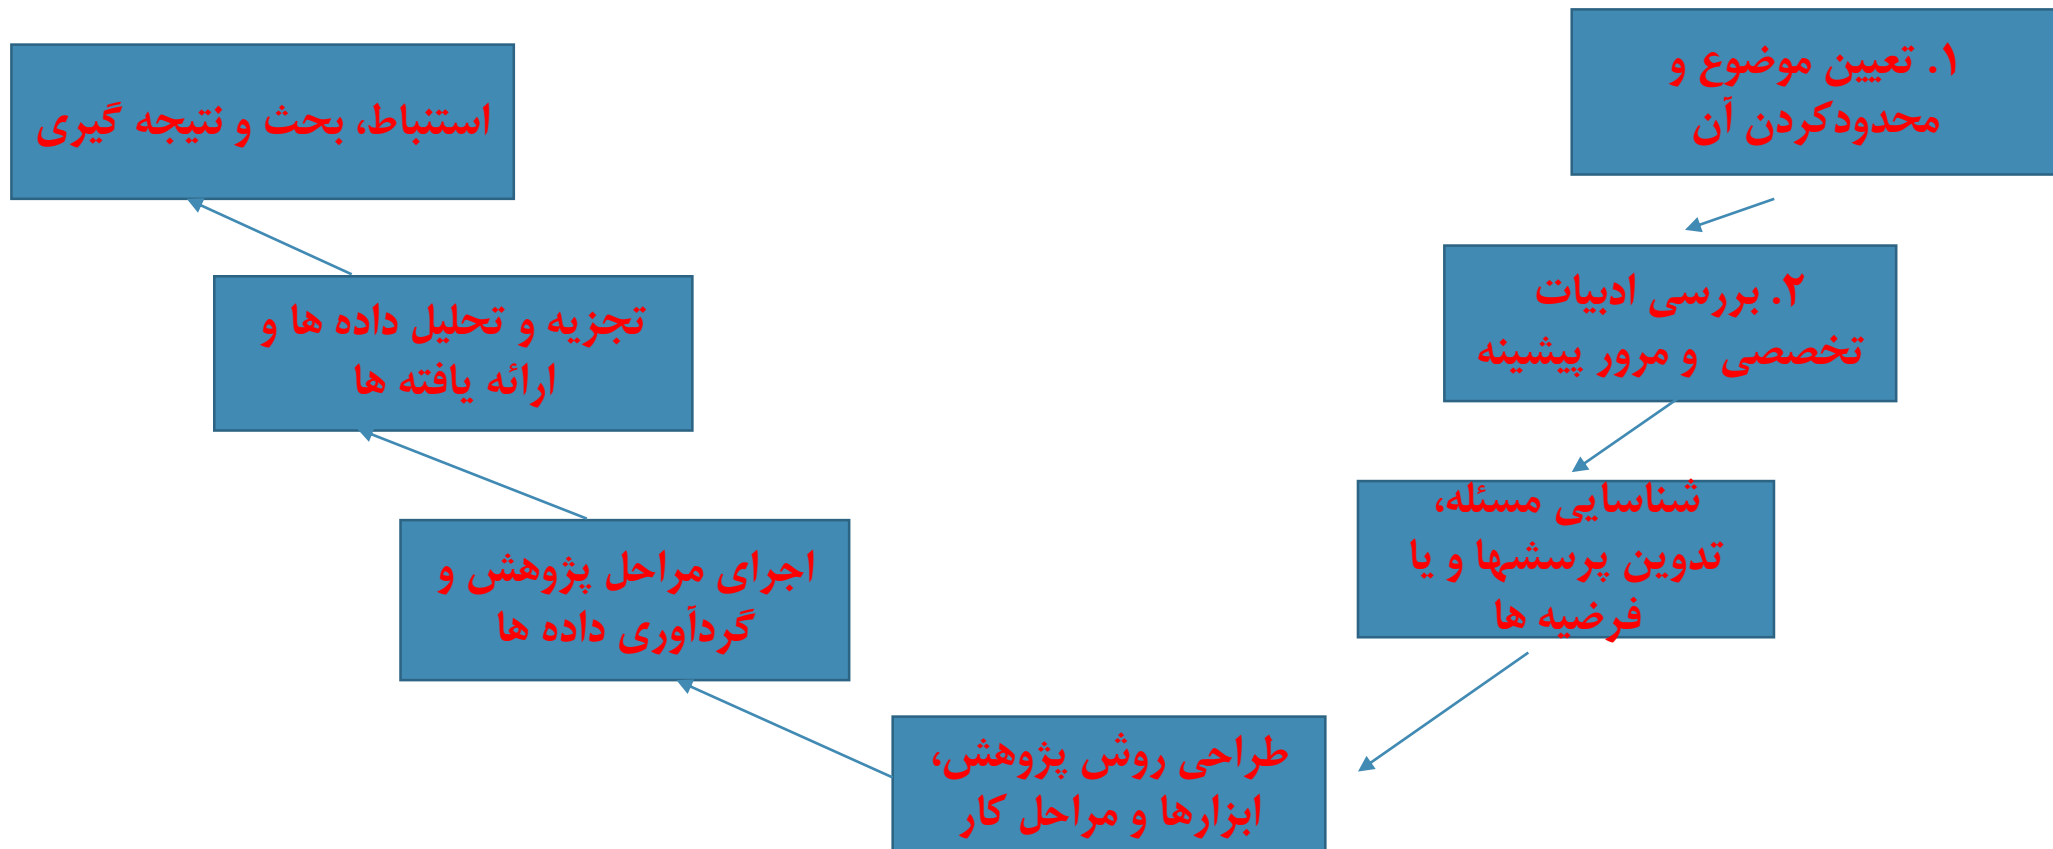 ۱. تعیین موضوع و
محدودکردن آن
۲. بررسی ادبیات
تخصصی و مرور پیشینه
شناسایی مسئله،
تدوین پرسشها و یا
فرضیه ها
طراحی روش پژوهش،
ابزارها و مراحل کار
اجرای مراحل پژوهش و
گردآوری داده ها
تجزیه و تحلیل داده ها و
ارائه یافته ها
استنباط، بحث و نتیجه گیری